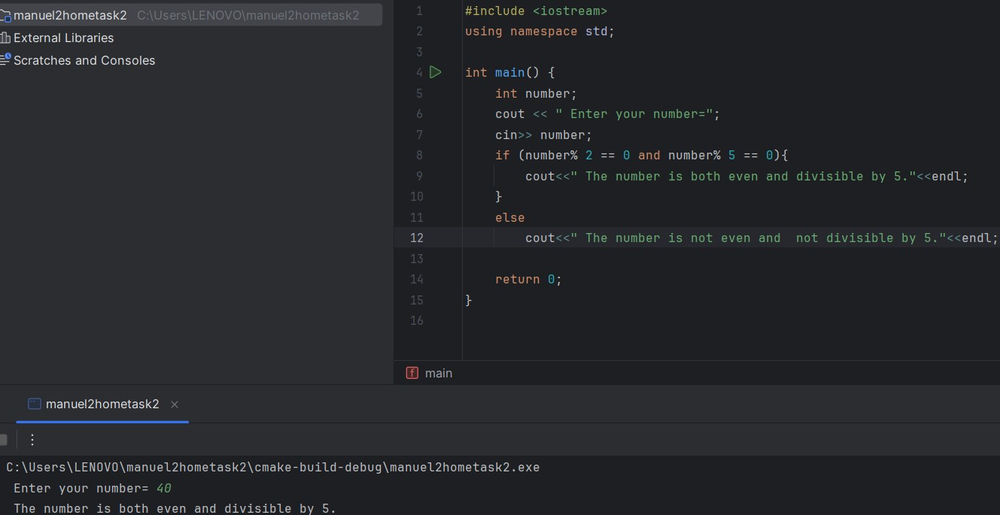 manuel2hometask2 C:\Users\LENOVO\manuel2hometask2
External Libraries
Scratches and Consoles
1 #include <iostream>
2 using namespace std;
3
4 int main() {
5     int number;
6     cout << " Enter your number=";
7     cin>> number;
8     if (number% 2 == 0 and number% 5 == 0){
9         cout<<" The number is both even and divisible by 5."<<endl;
10     }
11     else
12         cout<<" The number is not even and  not divisible by 5."<<endl;
13
14     return 0;
15 }
16
f main
manuel2hometask2
C:\Users\LENOVO\manuel2hometask2\cmake-build-debug\manuel2hometask2.exe
 Enter your number= 40
 The number is both even and divisible by 5.